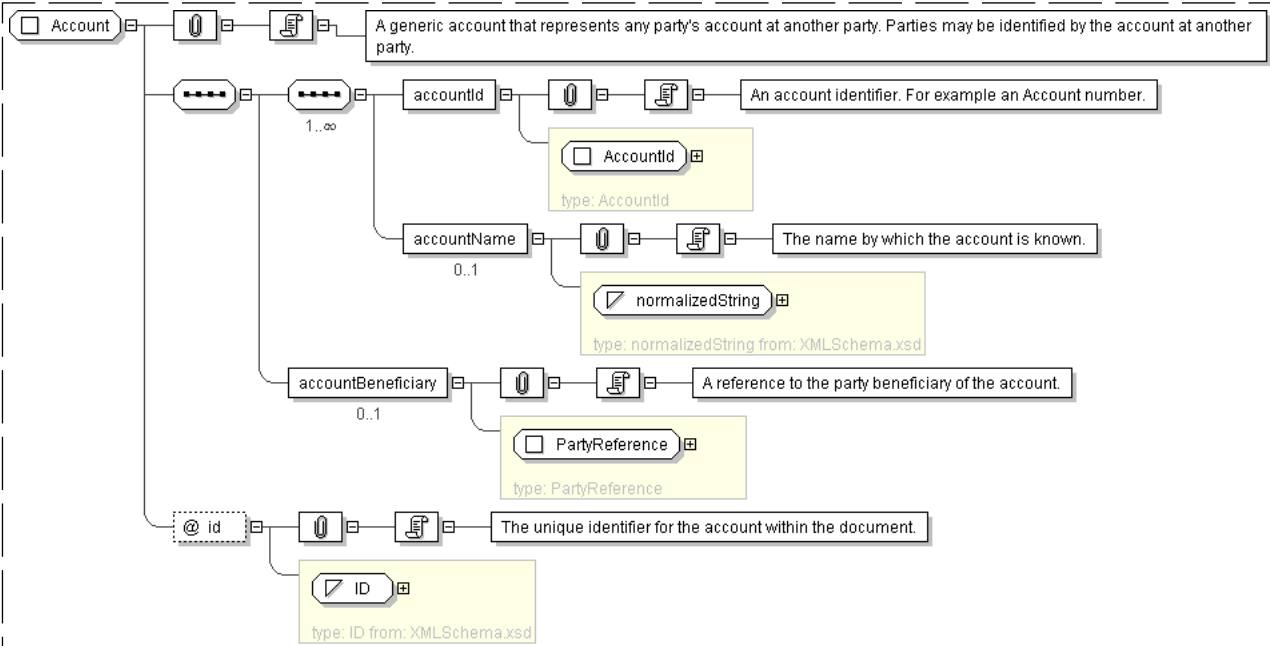 Account
A generic account that represents any party's account at another party. Parties may be identified by the account at another
party.
1..∞
accountId
An account identifier. For example an Account number.
AccountId
type: AccountId
accountName
0..1
The name by which the account is known.
normalizedString
type: normalizedString from: XMLSchema.xsd
accountBeneficiary
0..1
A reference to the party beneficiary of the account.
PartyReference
type: PartyReference
@ id
The unique identifier for the account within the document.
ID
type: ID from: XMLSchema.xsd